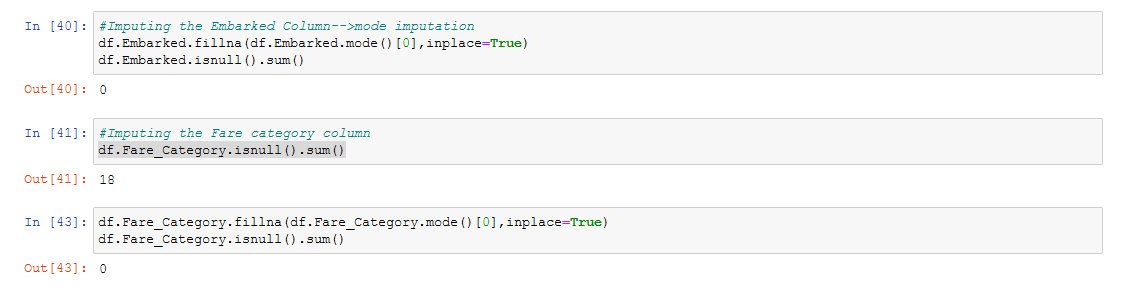 In [40]: #Imputing the Embarked Column-->mode imputation
df.Embarked.fillna(df.Embarked.mode()[0],inplace=True)
df.Embarked.isnull().sum()
Out[40]: 0
In [41]: #Imputing the Fare category column
df.Fare_Category.isnull().sum()
Out[41]: 18
In [43]: df.Fare_Category.fillna(df.Fare_Category.mode()[0],inplace=True)
df.Fare_Category.isnull().sum()
Out[43]: 0